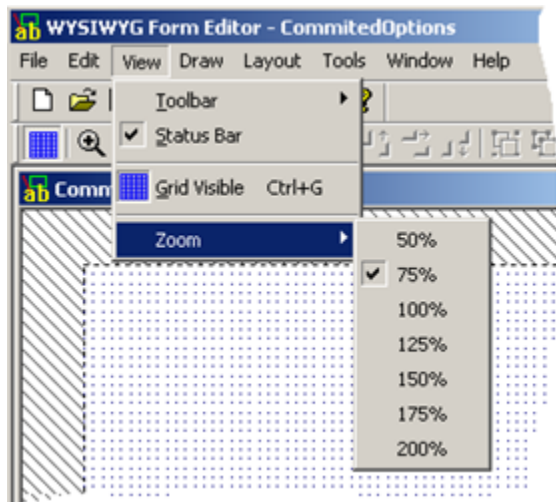 WYSIWYG Form Editor - CommitedOptions
File Edit View Draw Layout Tools Window Help
Toolbar
Status Bar
Grid Visible Ctrl+G
Zoom
50%
75%
100%
125%
150%
175%
200%